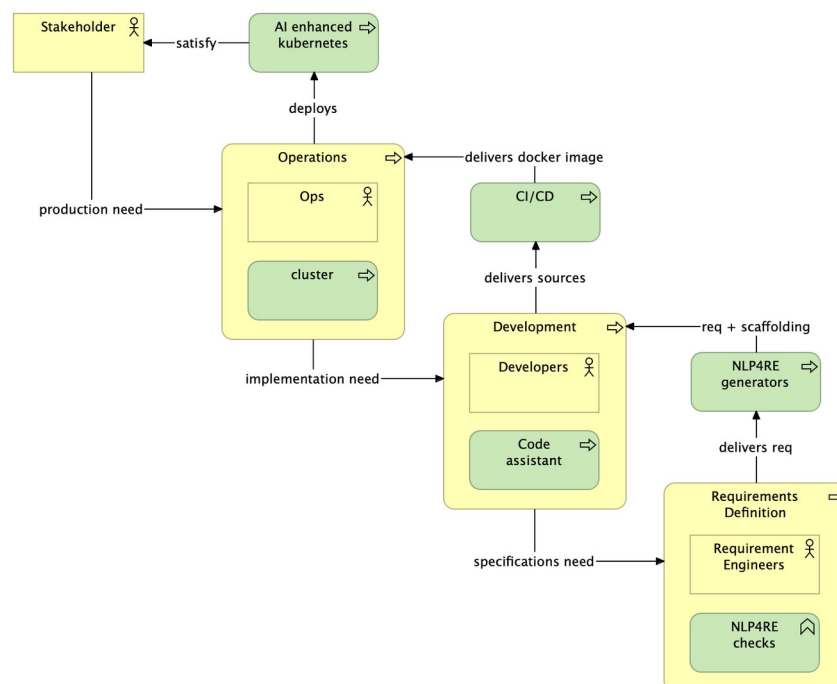 Stakeholder
AI enhanced
kubernetes
satisfy
deploys
Operations
delivers docker image
Ops
CI/CD
production need
cluster
delivers sources
Development
req + scaffolding
implementation need
Developers
NLP4RE
generators
Code
assistant
delivers req
Requirements
Definition
specifications need
Requirement
Engineers
NLP4RE
checks